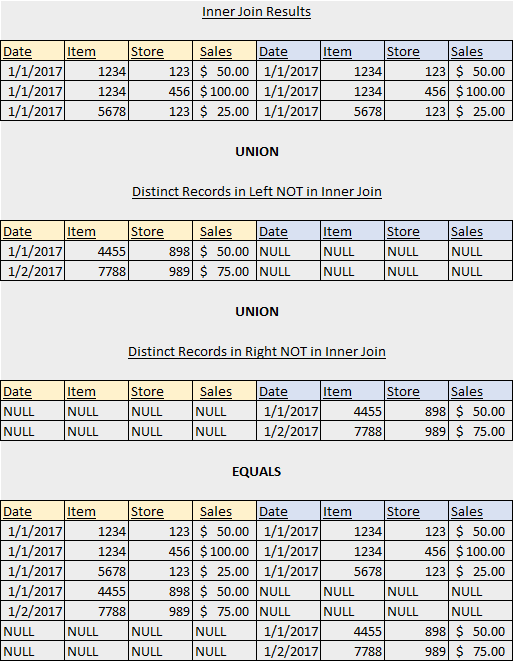 Inner Join Results
Date Item Store Sales Date Item Store Sales
1/1/2017 1234 123 $ 50.00 1/1/2017 1234 123 $ 50.00
1/1/2017 1234 456 $ 100.00 1/1/2017 1234 456 $ 100.00
1/1/2017 5678 123 $ 25.00 1/1/2017 5678 123 $ 25.00
UNION
Distinct Records in Left NOT in Inner Join
Date Item Store Sales Date Item Store Sales
1/1/2017 4455 898 $ 50.00 NULL NULL NULL NULL
1/2/2017 7788 989 $ 75.00 NULL NULL NULL NULL
UNION
Distinct Records in Right NOT in Inner Join
Date Item Store Sales Date Item Store Sales
NULL NULL NULL NULL 1/1/2017 4455 898 $ 50.00
NULL NULL NULL NULL 1/2/2017 7788 989 $ 75.00
EQUALS
Date Item Store Sales Date Item Store Sales
1/1/2017 1234 123 $ 50.00 1/1/2017 1234 123 $ 50.00
1/1/2017 1234 456 $ 100.00 1/1/2017 1234 456 $ 100.00
1/1/2017 5678 123 $ 25.00 1/1/2017 5678 123 $ 25.00
1/1/2017 4455 898 $ 50.00 NULL NULL NULL NULL
1/2/2017 7788 989 $ 75.00 NULL NULL NULL NULL
NULL NULL NULL NULL 1/1/2017 4455 898 $ 50.00
NULL NULL NULL NULL 1/2/2017 7788 989 $ 75.00